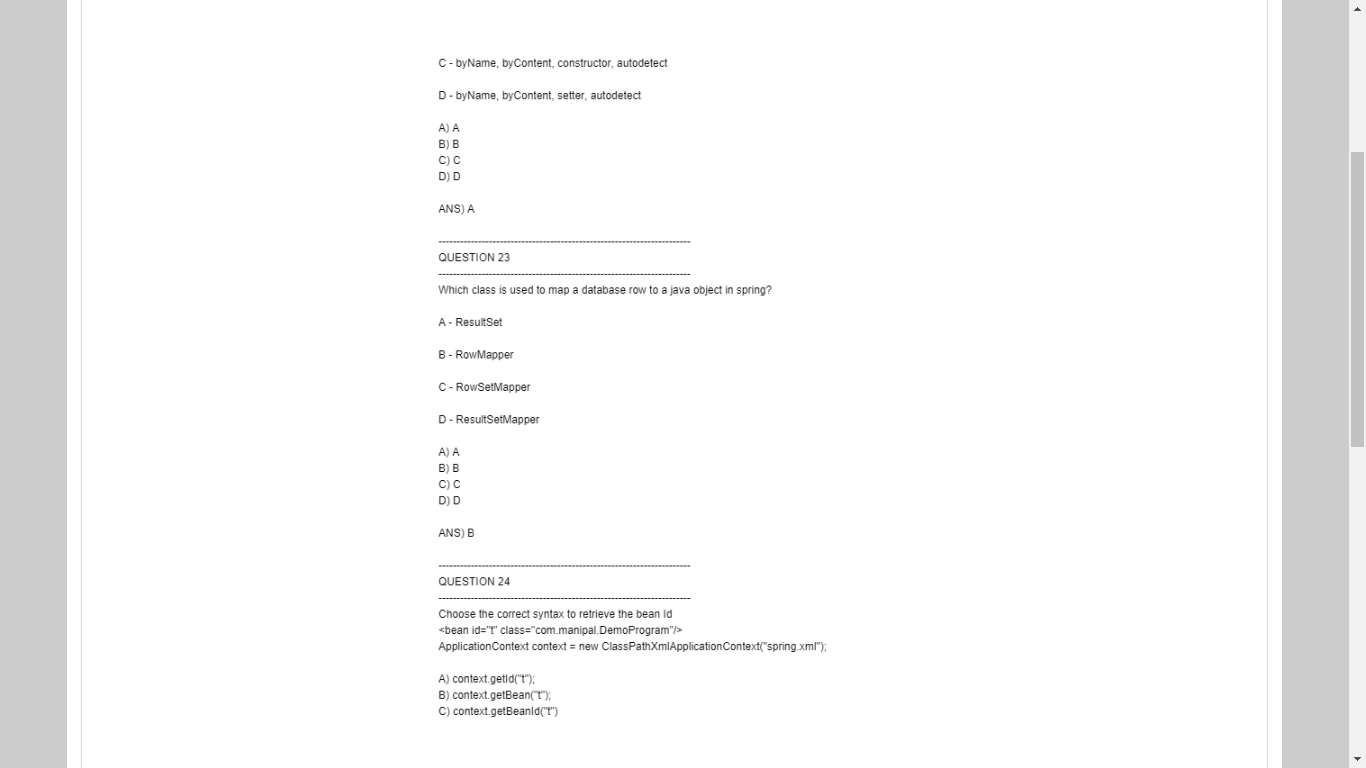 C - byName, byContent, constructor, autodetect
D - byName, byContent, setter, autodetect
A) A
B) B
C) C
D) D
ANS) A
----------------------------------------------------------------------
QUESTION 23
----------------------------------------------------------------------
Which class is used to map a database row to a java object in spring?
A - ResultSet
B - RowMapper
C - RowSetMapper
D - ResultSetMapper
A) A
B) B
C) C
D) D
ANS) B
----------------------------------------------------------------------
QUESTION 24
----------------------------------------------------------------------
Choose the correct syntax to retrieve the bean Id
<bean id="t" class="com.manipal.DemoProgram"/>
ApplicationContext context = new ClassPathXmlApplicationContext("spring.xml");
A) context.getId("t");
B) context.getBean("t");
C) context.getBeanId("t")